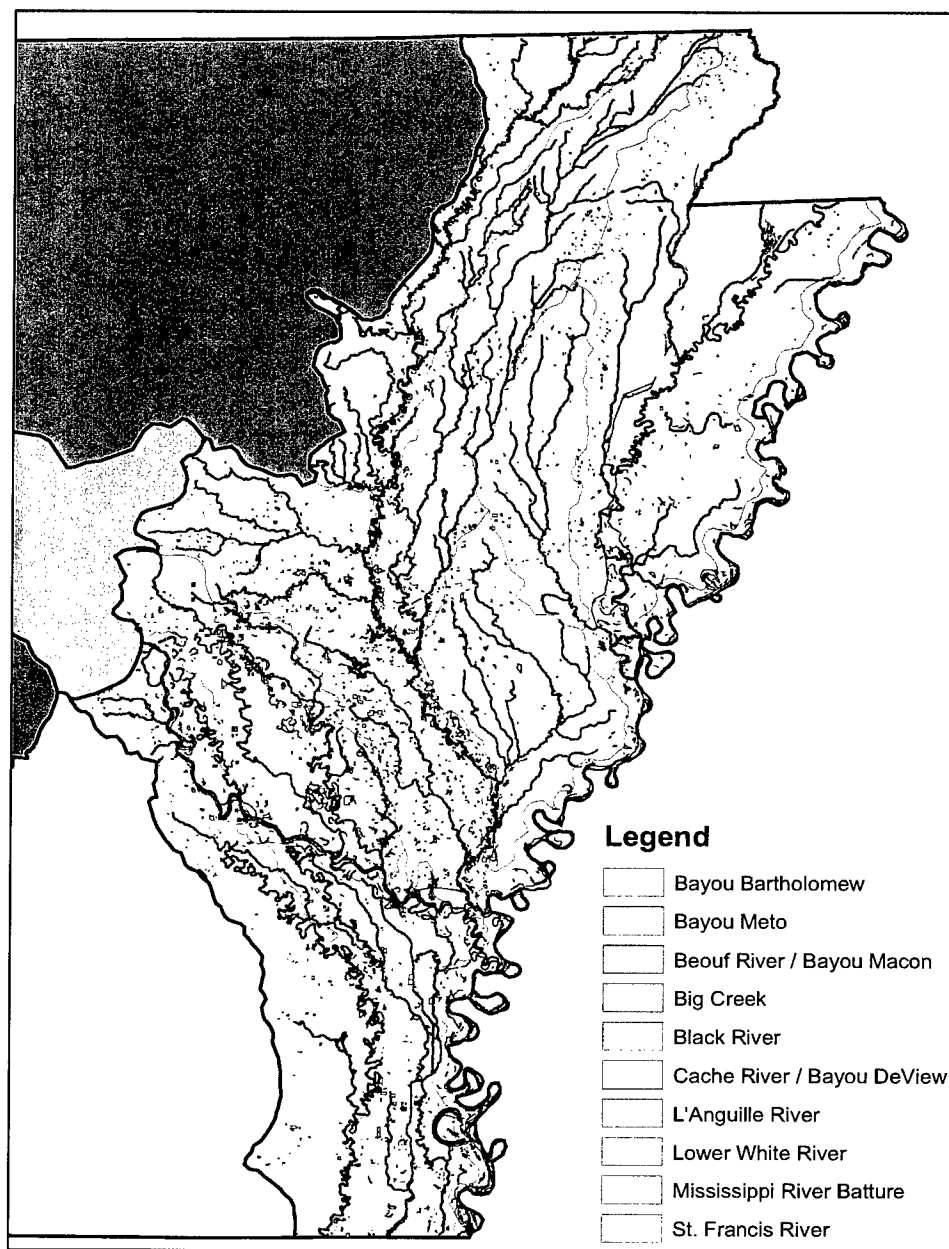 Legend
Bayou Bartholomew
Bayou Meto
Beouf River / Bayou Macon
Big Creek
Black River
Cache River / Bayou DeView
L'Anguille River
Lower White River
Mississippi River Batture
St. Francis River